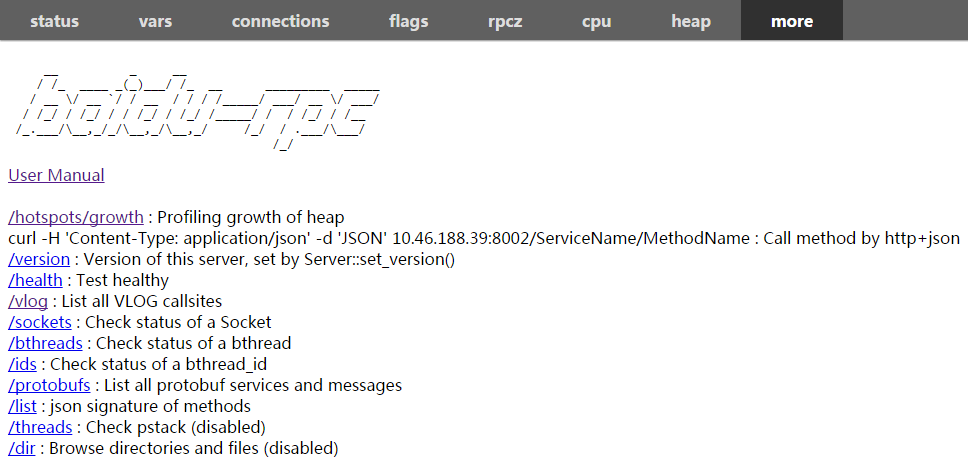 status vars connections flags rpcz cpu heap more
baidu-rpc
User Manual
/hotspots/growth : Profiling growth of heap
curl -H 'Content-Type: application/json' -d 'JSON' 10.46.188.39:8002/ServiceName/MethodName : Call method by http+json
/version : Version of this server, set by Server::set_version()
/health : Test healthy
/vlog : List all VLOG callsites
/sockets : Check status of a Socket
/bthreads : Check status of a bthread
/ids : Check status of a bthread_id
/protobufs : List all protobuf services and messages
/list : json signature of methods
/threads : Check pstack (disabled)
/dir : Browse directories and files (disabled)